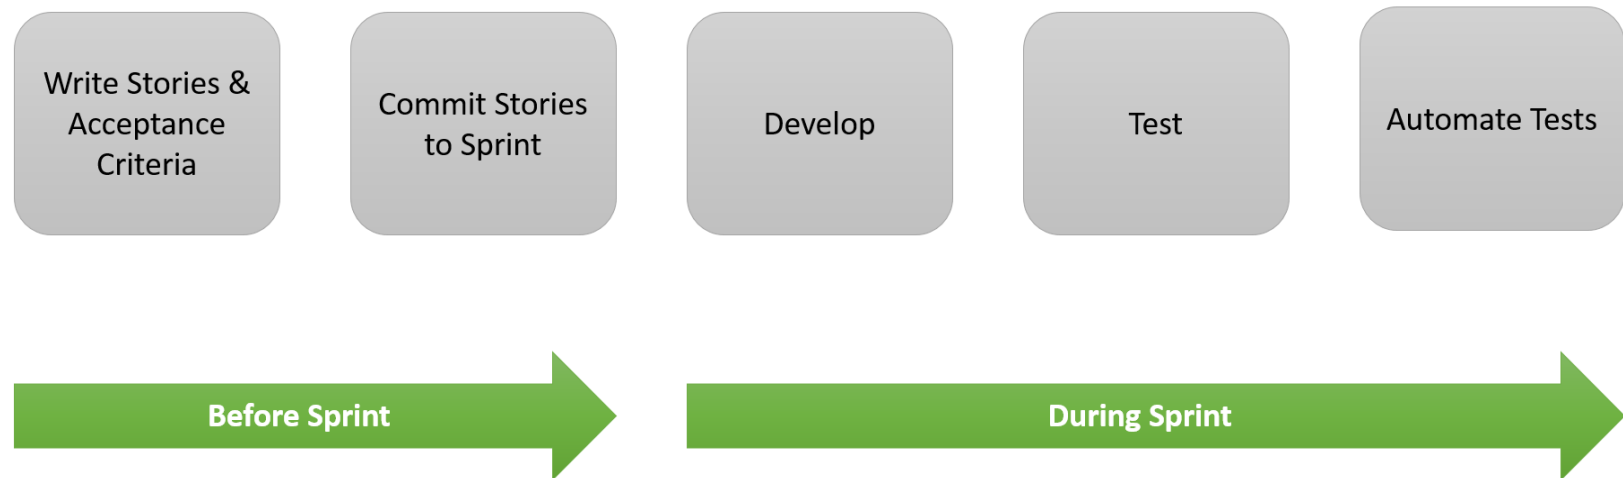 Write Stories &
Acceptance
Criteria
Commit Stories
to Sprint
Develop
Test
Automate Tests
Before Sprint
During Sprint